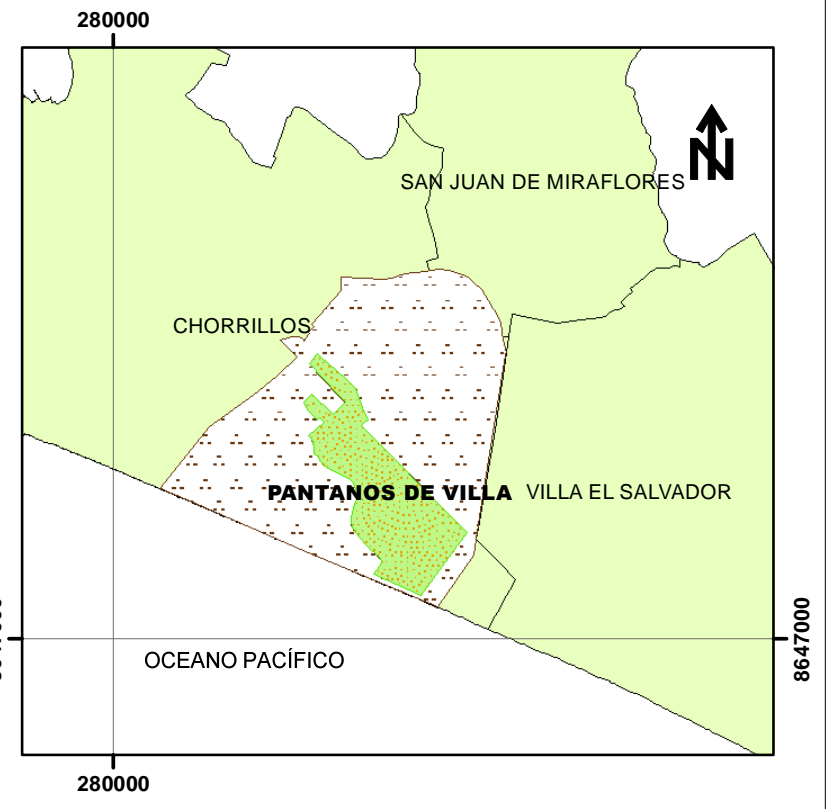 280000
N
SAN JUAN DE MIRAFLORES
CHORRILLOS
PANTANOS DE VILLA
VILLA EL SALVADOR
8647000
OCEANO PACÍFICO
280000